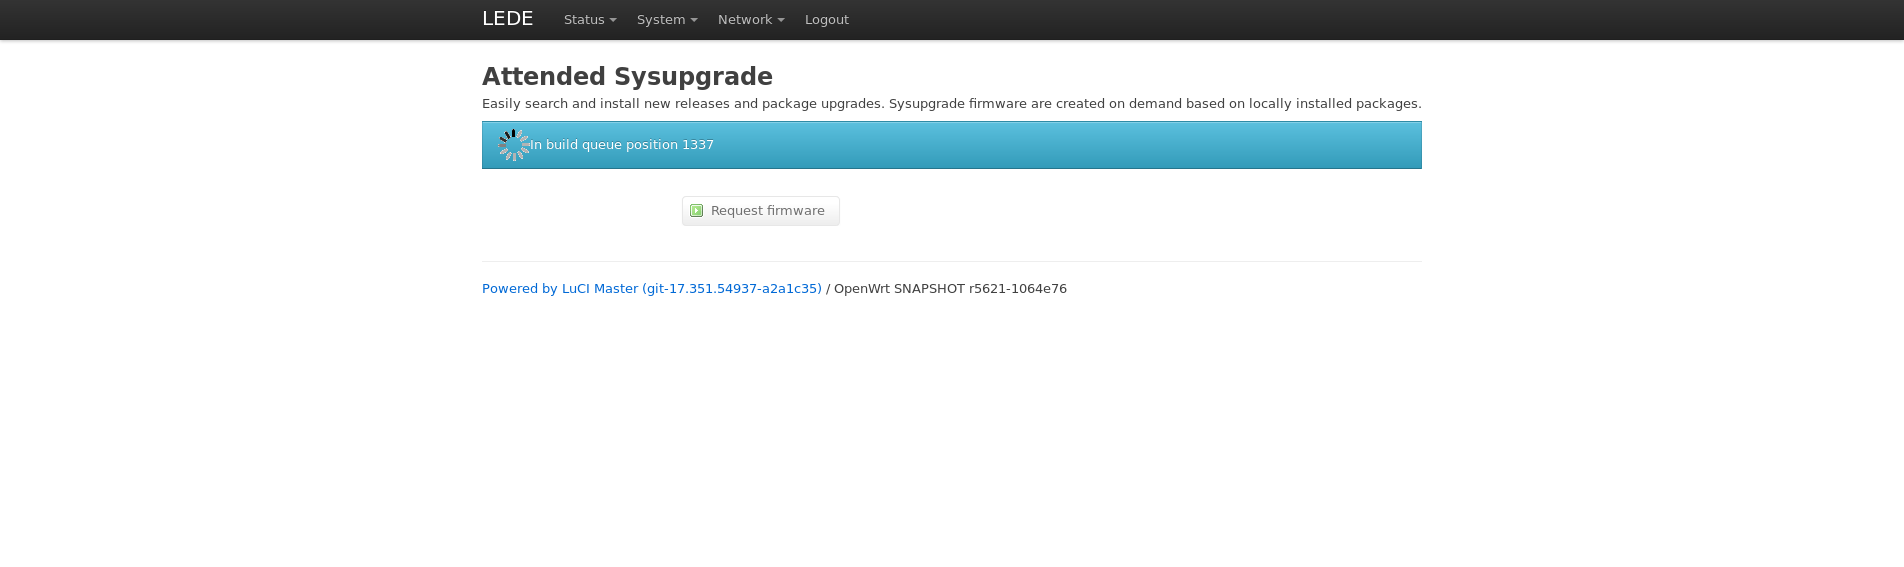 LEDE Status System Network Logout
Attended Sysupgrade
Easily search and install new releases and package upgrades. Sysupgrade firmware are created on demand based on locally installed packages.
In build queue position 1337
Request firmware
Powered by LuCI Master (git-17.351.54937-a2a1c35) / OpenWrt SNAPSHOT r5621-1064e76